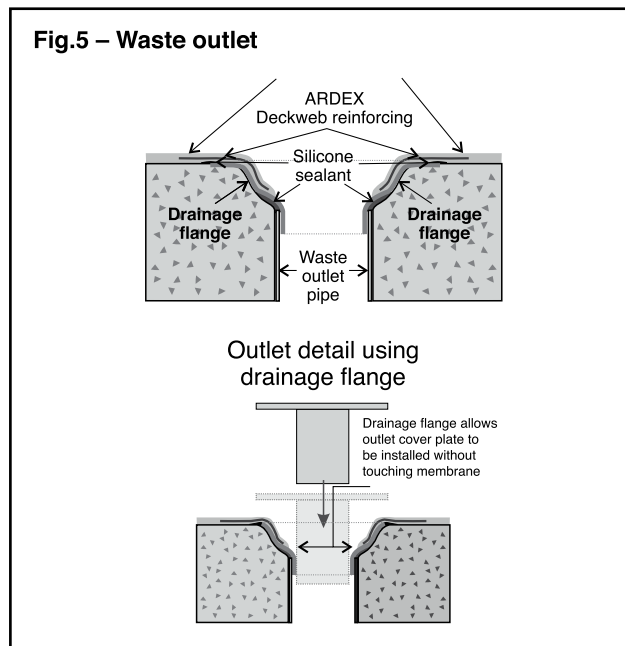 Fig.5 – Waste outlet
ARDEX
Deckweb reinforcing
Silicone
sealant
Drainage
flange
Drainage
flange
Waste
outlet
pipe
Outlet detail using
drainage flange
Drainage flange allows
outlet cover plate to
be installed without
touching membrane